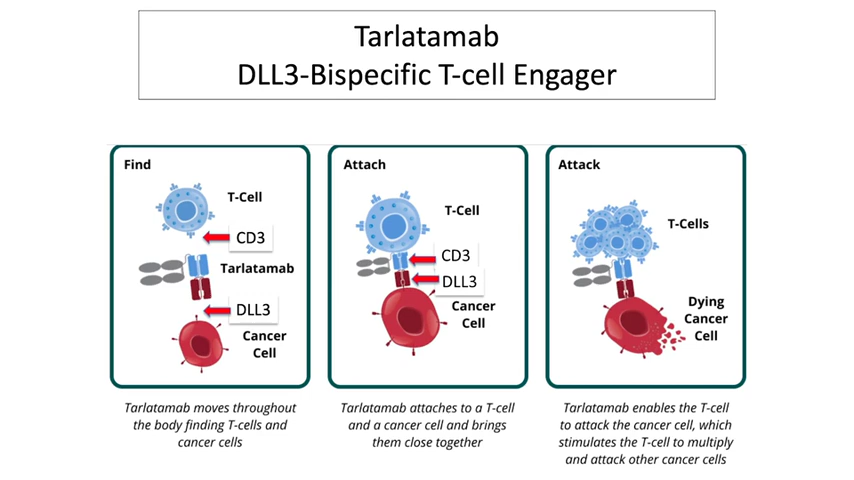 Tarlatamab
DLL3-Bispecific T-cell Engager
Find
T-Cell
CD3
Tarlatamab
DLL3
Cancer
Cell
Tarlatamab moves throughout
the body finding T-cells and
cancer cells
Attach
T-Cell
CD3
DLL3
Cancer
Cell
Tarlatamab attaches to a T-cell
and a cancer cell and brings
them close together
Attack
T-Cells
Dying
Cancer
Cell
Tarlatamab enables the T-cell
to attack the cancer cell, which
stimulates the T-cell to multiply
and attack other cancer cells